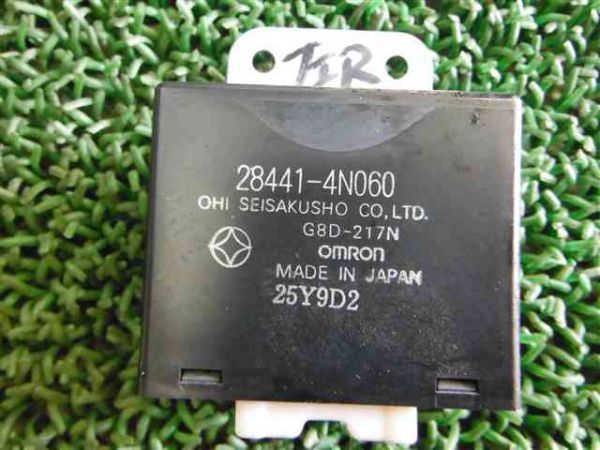 28441-4N060
OHI SEISAKUSHO CO,LTD.
G8D-217N
OMRON
MADE IN JAPAN
25Y9D2